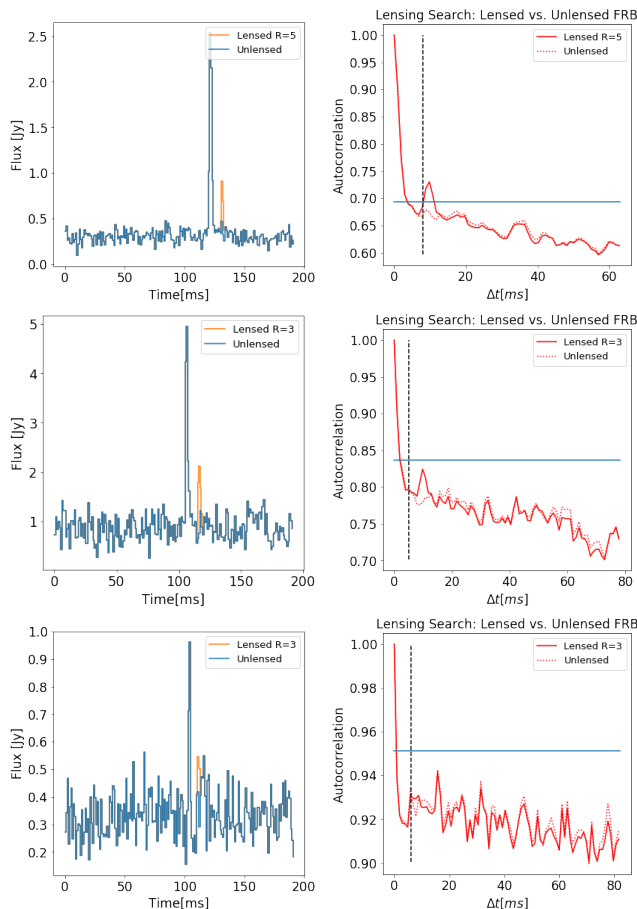 Lensed R=5
Unlensed
Flux [Jy]
2.5
2.0
1.5
1.0
0.5
0.0
0 50 100 150 200
Time[ms]
Lensing Search: Lensed vs. Unlensed FRB
Lensed R=5
Unlensed
Autocorrelation
1.00
0.95
0.90
0.85
0.80
0.75
0.70
0.65
0.60
0 20 40 60
Δt[ms]
Lensed R=3
Unlensed
Flux [Jy]
5
4
3
2
1
0 50 100 150 200
Time[ms]
Lensing Search: Lensed vs. Unlensed FRB
Lensed R=3
Unlensed
Autocorrelation
1.00
0.95
0.90
0.85
0.80
0.75
0.70
0 20 40 60 80
Δt[ms]
Lensed R=3
Unlensed
Flux [Jy]
1.0
0.9
0.8
0.7
0.6
0.5
0.4
0.3
0.2
0 50 100 150 200
Time[ms]
Lensing Search: Lensed vs. Unlensed FRB
Lensed R=3
Unlensed
Autocorrelation
1.00
0.98
0.96
0.94
0.92
0.90
0 20 40 60 80
Δt[ms]